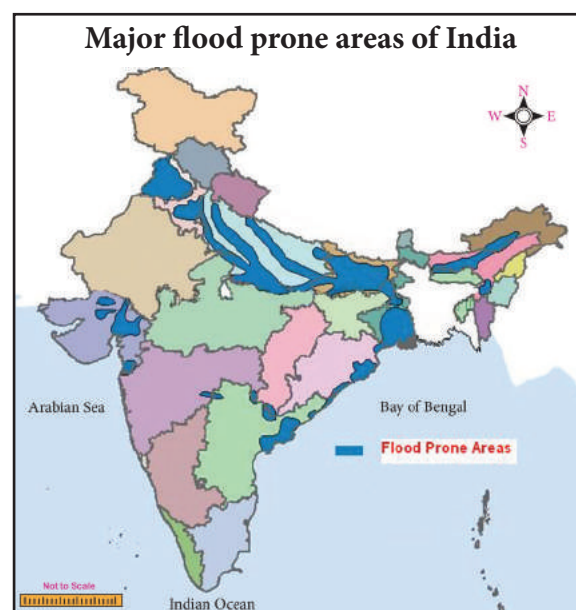 Major flood prone areas of India
N
W E
S
Arabian Sea
Bay of Bengal
Flood Prone Areas
Not to Scale
Indian Ocean